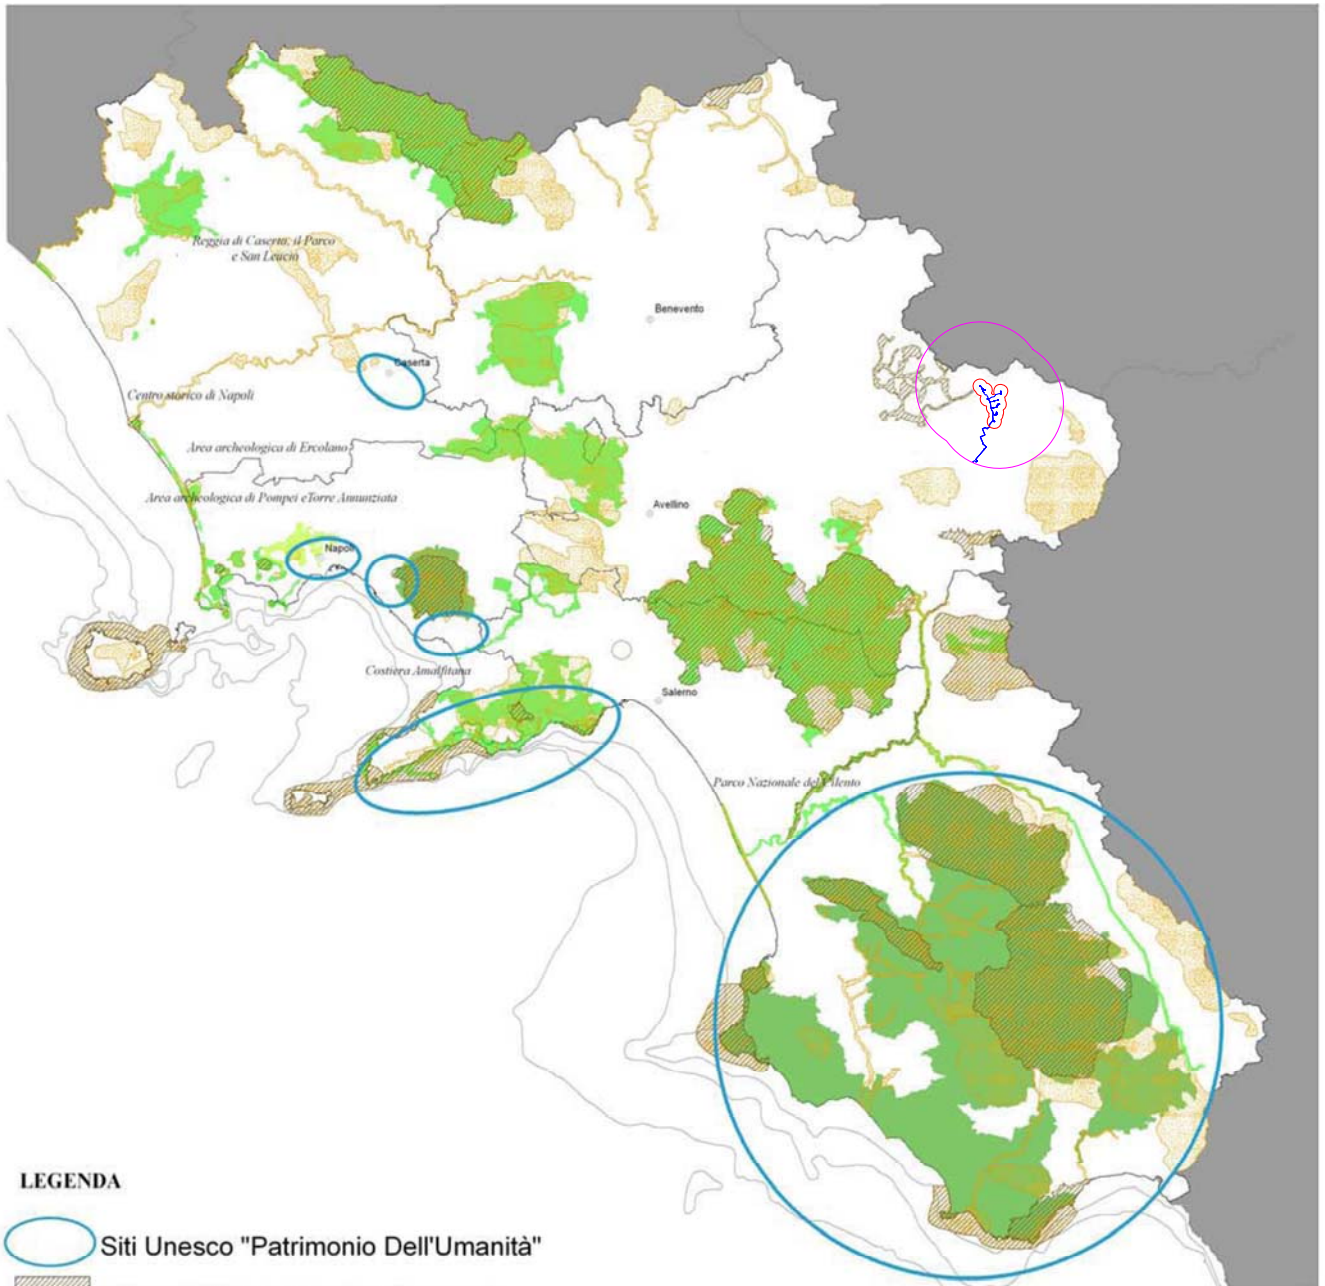 Reggia di Caserta, il Parco
e San Leucio
Benevento
Caserta
Centro storico di Napoli
Area archeologica di Ercolano
Area archeologica di Pompei eTorre Annunziata
Avellino
Napoli
Costiera Amalfitana
Salerno
Parco Nazionale del Cilento
LEGENDA
Siti Unesco "Patrimonio Dell'Umanità"